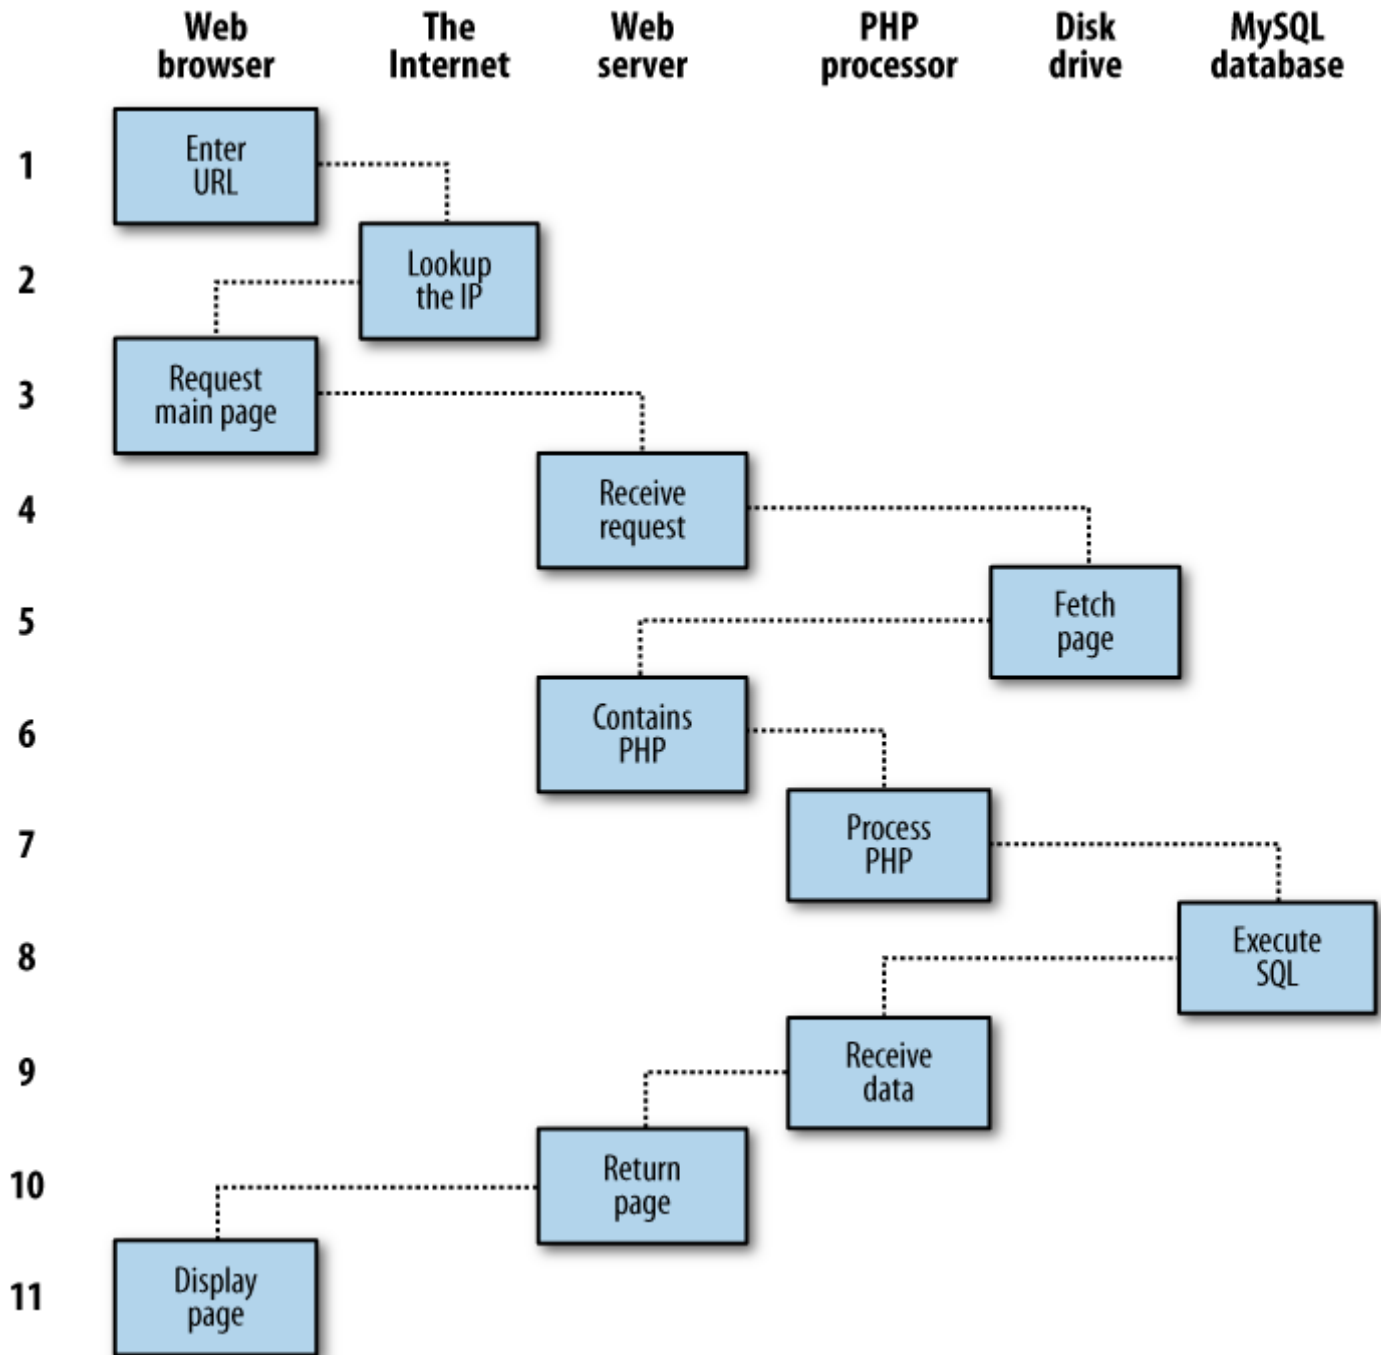 Web The Web PHP Disk MySQL
browser Internet server processor drive database
1
Enter
URL
2
Lookup
the IP
3
Request
main page
4
Receive
request
5
Fetch
page
6
Contains
PHP
7
Process
PHP
8
Execute
SQL
9
Receive
data
10
Return
page
11
Display
page